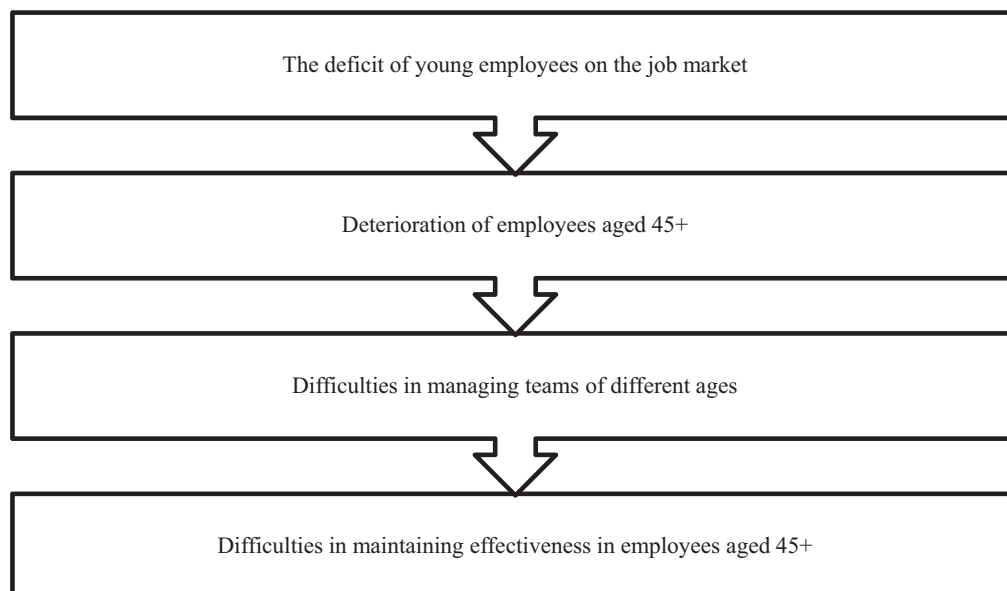 The deficit of young employees on the job market
Deterioration of employees aged 45+
Difficulties in managing teams of different ages
Difficulties in maintaining effectiveness in employees aged 45+